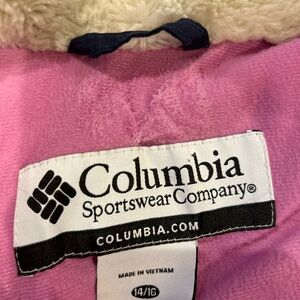 Columbia
Sportswear Company®
COLUMBIA.COM
MADE IN VIETNAM
14/16